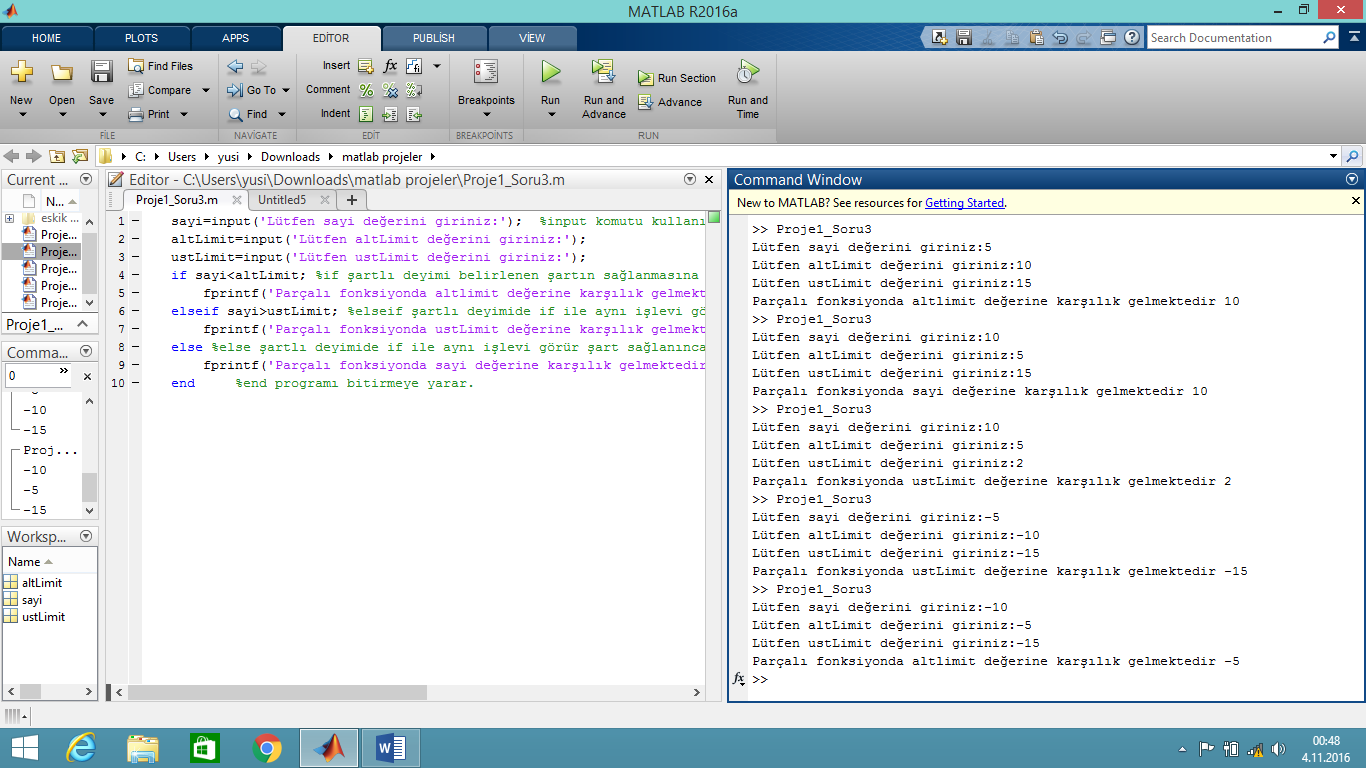 MATLAB R2016a
HOME PLOTS APPS EDİTOR PUBLİSH VİEW
Search Documentation
New Open Save
Find Files
Compare
Print
Go To
Find
Insert
Comment
Indent
Breakpoints
Run
Run and Advance
Run Section
Advance
Run and Time
FİLE NAVİGATE EDİT BREAKPOINTS RUN
C: Users yusi Downloads matlab projeler
Current ...
N...
eskik ...
Proje...
Proje...
Proje...
Proje...
Proje...
Proje1_...
Comma...
0
-10
-15
Proj...
-10
-5
-15
Worksp...
Name
altLimit
sayi
ustLimit
Editor - C:\Users\yusi\Downloads\matlab projeler\Proje1_Soru3.m
Proje1_Soru3.m Untitled5
1 sayi=input('Lütfen sayi değerini giriniz:'); %input komutu kullanı
2 altLimit=input('Lütfen altLimit değerini giriniz:');
3 ustLimit=input('Lütfen ustLimit değerini giriniz:');
4 if sayi<altLimit; %if şartlı deyimi belirlenen şartın sağlanmasına
5 fprintf('Parçalı fonksiyonda altlimit değerine karşılık gelmekt
6 elseif sayi>ustLimit; %elseif şartlı deyimide if ile aynı işlevi gö
7 fprintf('Parçalı fonksiyonda ustLimit değerine karşılık gelmekt
8 else %else şartlı deyimide if ile aynı işlevi görür şart sağlanınca
9 fprintf('Parçalı fonksiyonda sayi değerine karşılık gelmektedir
10 end %end programı bitirmeye yarar.
Command Window
New to MATLAB? See resources for Getting Started.
>> Proje1_Soru3
Lütfen sayi değerini giriniz:5
Lütfen altLimit değerini giriniz:10
Lütfen ustLimit değerini giriniz:15
Parçalı fonksiyonda altlimit değerine karşılık gelmektedir 10
>> Proje1_Soru3
Lütfen sayi değerini giriniz:10
Lütfen altLimit değerini giriniz:5
Lütfen ustLimit değerini giriniz:15
Parçalı fonksiyonda sayi değerine karşılık gelmektedir 10
>> Proje1_Soru3
Lütfen sayi değerini giriniz:10
Lütfen altLimit değerini giriniz:5
Lütfen ustLimit değerini giriniz:2
Parçalı fonksiyonda ustLimit değerine karşılık gelmektedir 2
>> Proje1_Soru3
Lütfen sayi değerini giriniz:-5
Lütfen altLimit değerini giriniz:-10
Lütfen ustLimit değerini giriniz:-15
Parçalı fonksiyonda ustLimit değerine karşılık gelmektedir -15
>> Proje1_Soru3
Lütfen sayi değerini giriniz:-10
Lütfen altLimit değerini giriniz:-5
Lütfen ustLimit değerini giriniz:-15
Parçalı fonksiyonda altlimit değerine karşılık gelmektedir -5
fx >>
00:48
4.11.2016